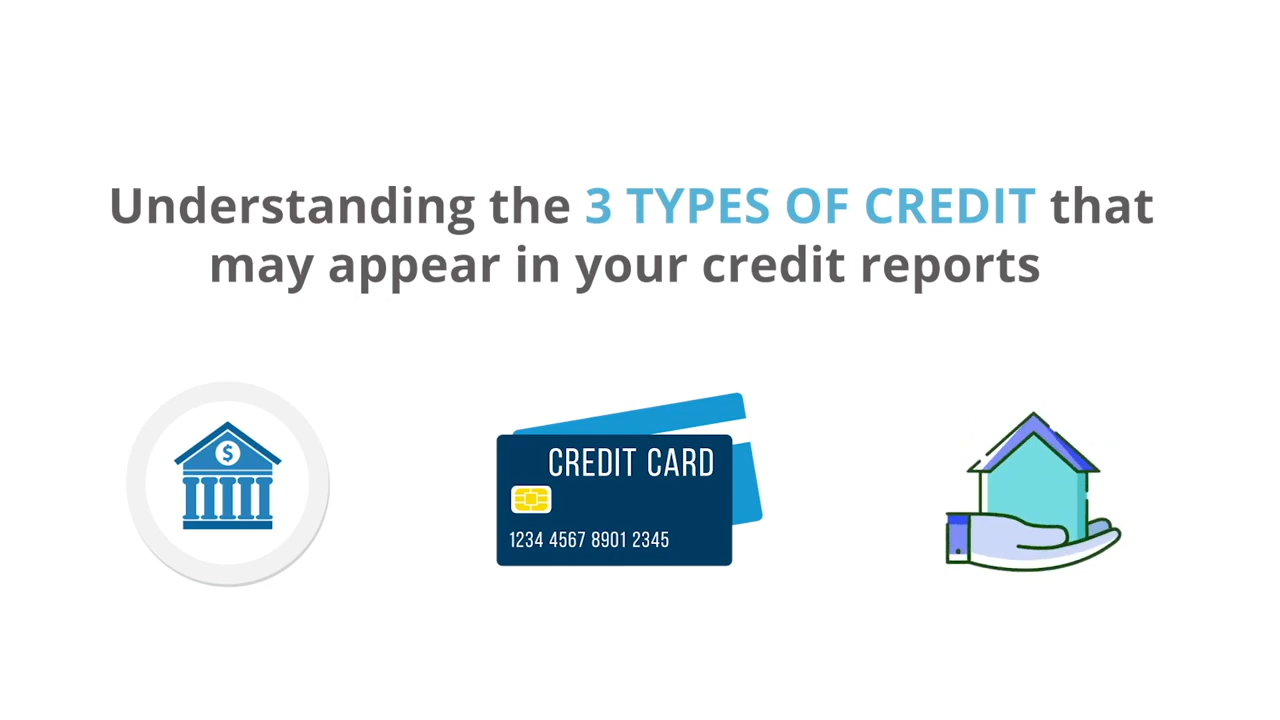 Understanding the 3 TYPES OF CREDIT that
may appear in your credit reports
$
CREDIT CARD
1234 4567 8901 2345